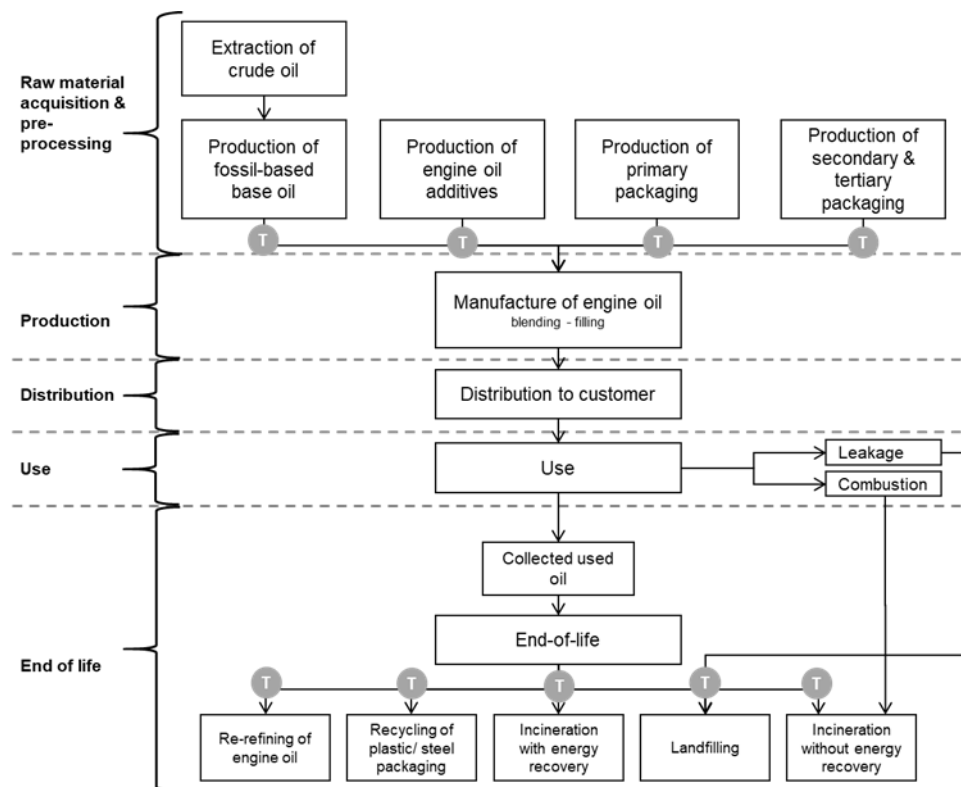 Raw material
acquisition &
pre-
processing
Extraction of
crude oil
Production of
fossil-based
base oil
Production of
engine oil
additives
Production of
primary
packaging
Production of
secondary &
tertiary
packaging
T
T
T
T
Production
Manufacture of engine oil
blending - filling
Distribution
Distribution to customer
Use
Use
Leakage
Combustion
End of life
Collected used
oil
End-of-life
T
T
T
T
T
Re-refining of
engine oil
Recycling of
plastic/ steel
packaging
Incineration
with energy
recovery
Landfilling
Incineration
without energy
recovery